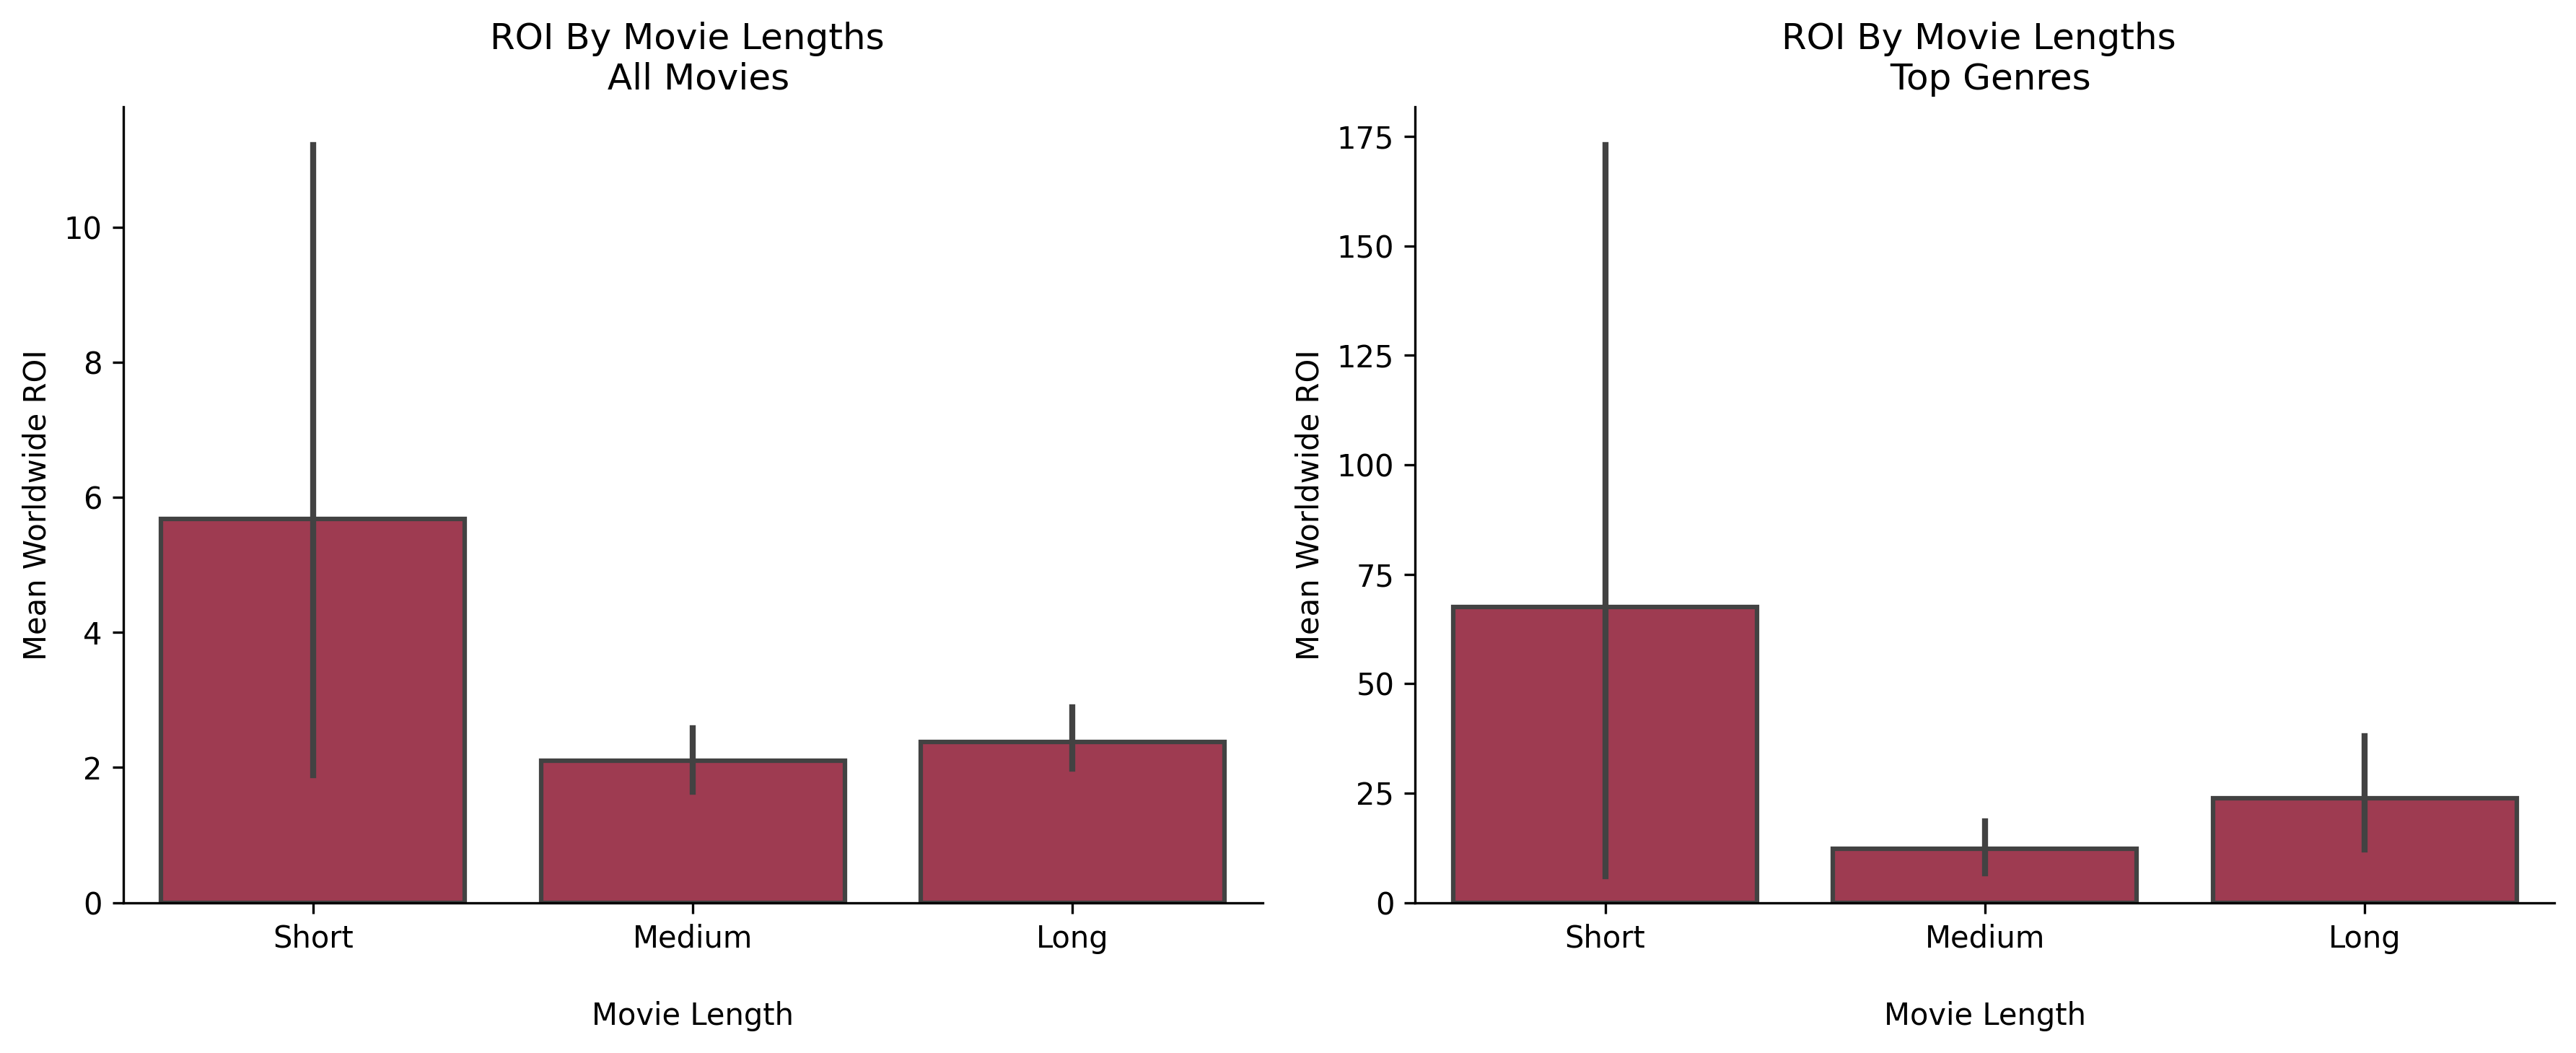 ROI By Movie Lengths
All Movies
Mean Worldwide ROI
10
8
6
4
2
0
Short Medium Long
Movie Length
ROI By Movie Lengths
Top Genres
Mean Worldwide ROI
175
150
125
100
75
50
25
0
Short Medium Long
Movie Length